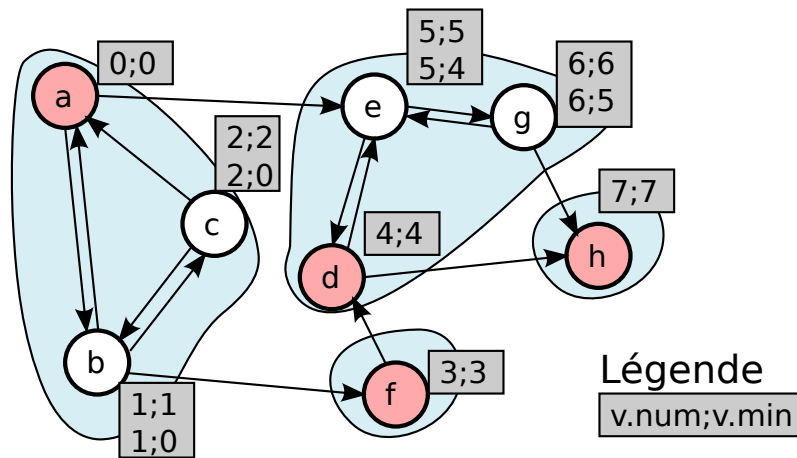 0;0
a
2;2
2;0
c
b
1;1
1;0
5;5
5;4
e
6;6
6;5
g
4;4
d
7;7
h
3;3
f
Légende
v.num;v.min